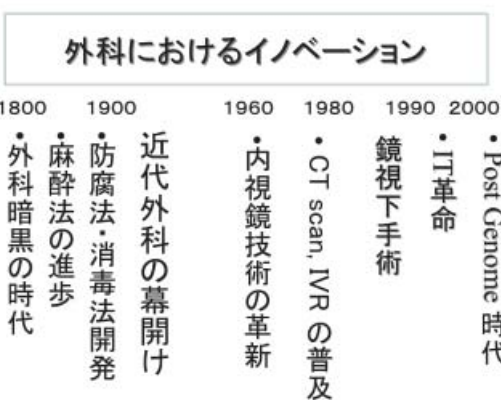 外科におけるイノベーション
1800 1900 1960 1980 1990 2000
・外科暗黒の時代
・麻酔法の進歩
・防腐法・消毒法開発
近代外科の幕開け
・内視鏡技術の革新
・CT scan, IVR の普及
鏡視下手術
・IT革命
・Post Genome 時代